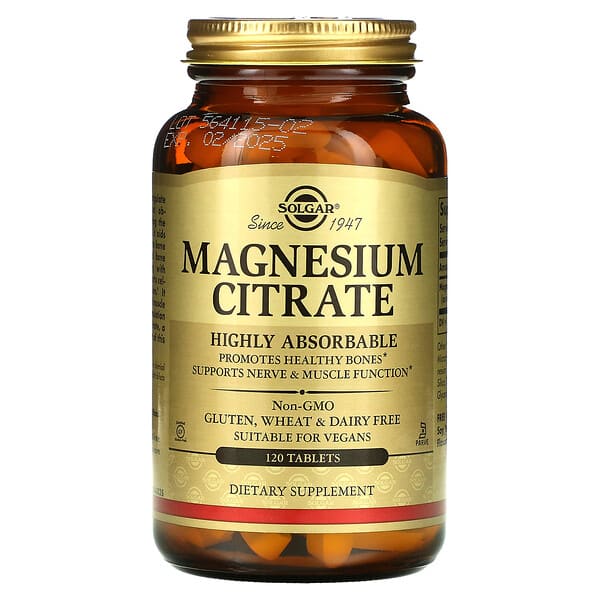 LOT 564115-02
EXP. 02/2025
SOLGAR®
Since 1947
MAGNESIUM
CITRATE
HIGHLY ABSORBABLE
PROMOTES HEALTHY BONES*
SUPPORTS NERVE & MUSCLE FUNCTION*
Non-GMO
GLUTEN, WHEAT & DAIRY FREE
SUITABLE FOR VEGANS
PARVE
120 TABLETS
DIETARY SUPPLEMENT